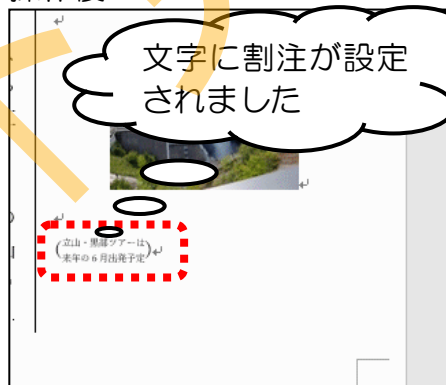 文字に割注が設定
されました
(立山・黒部ツアーは
来年の6月出発予定)